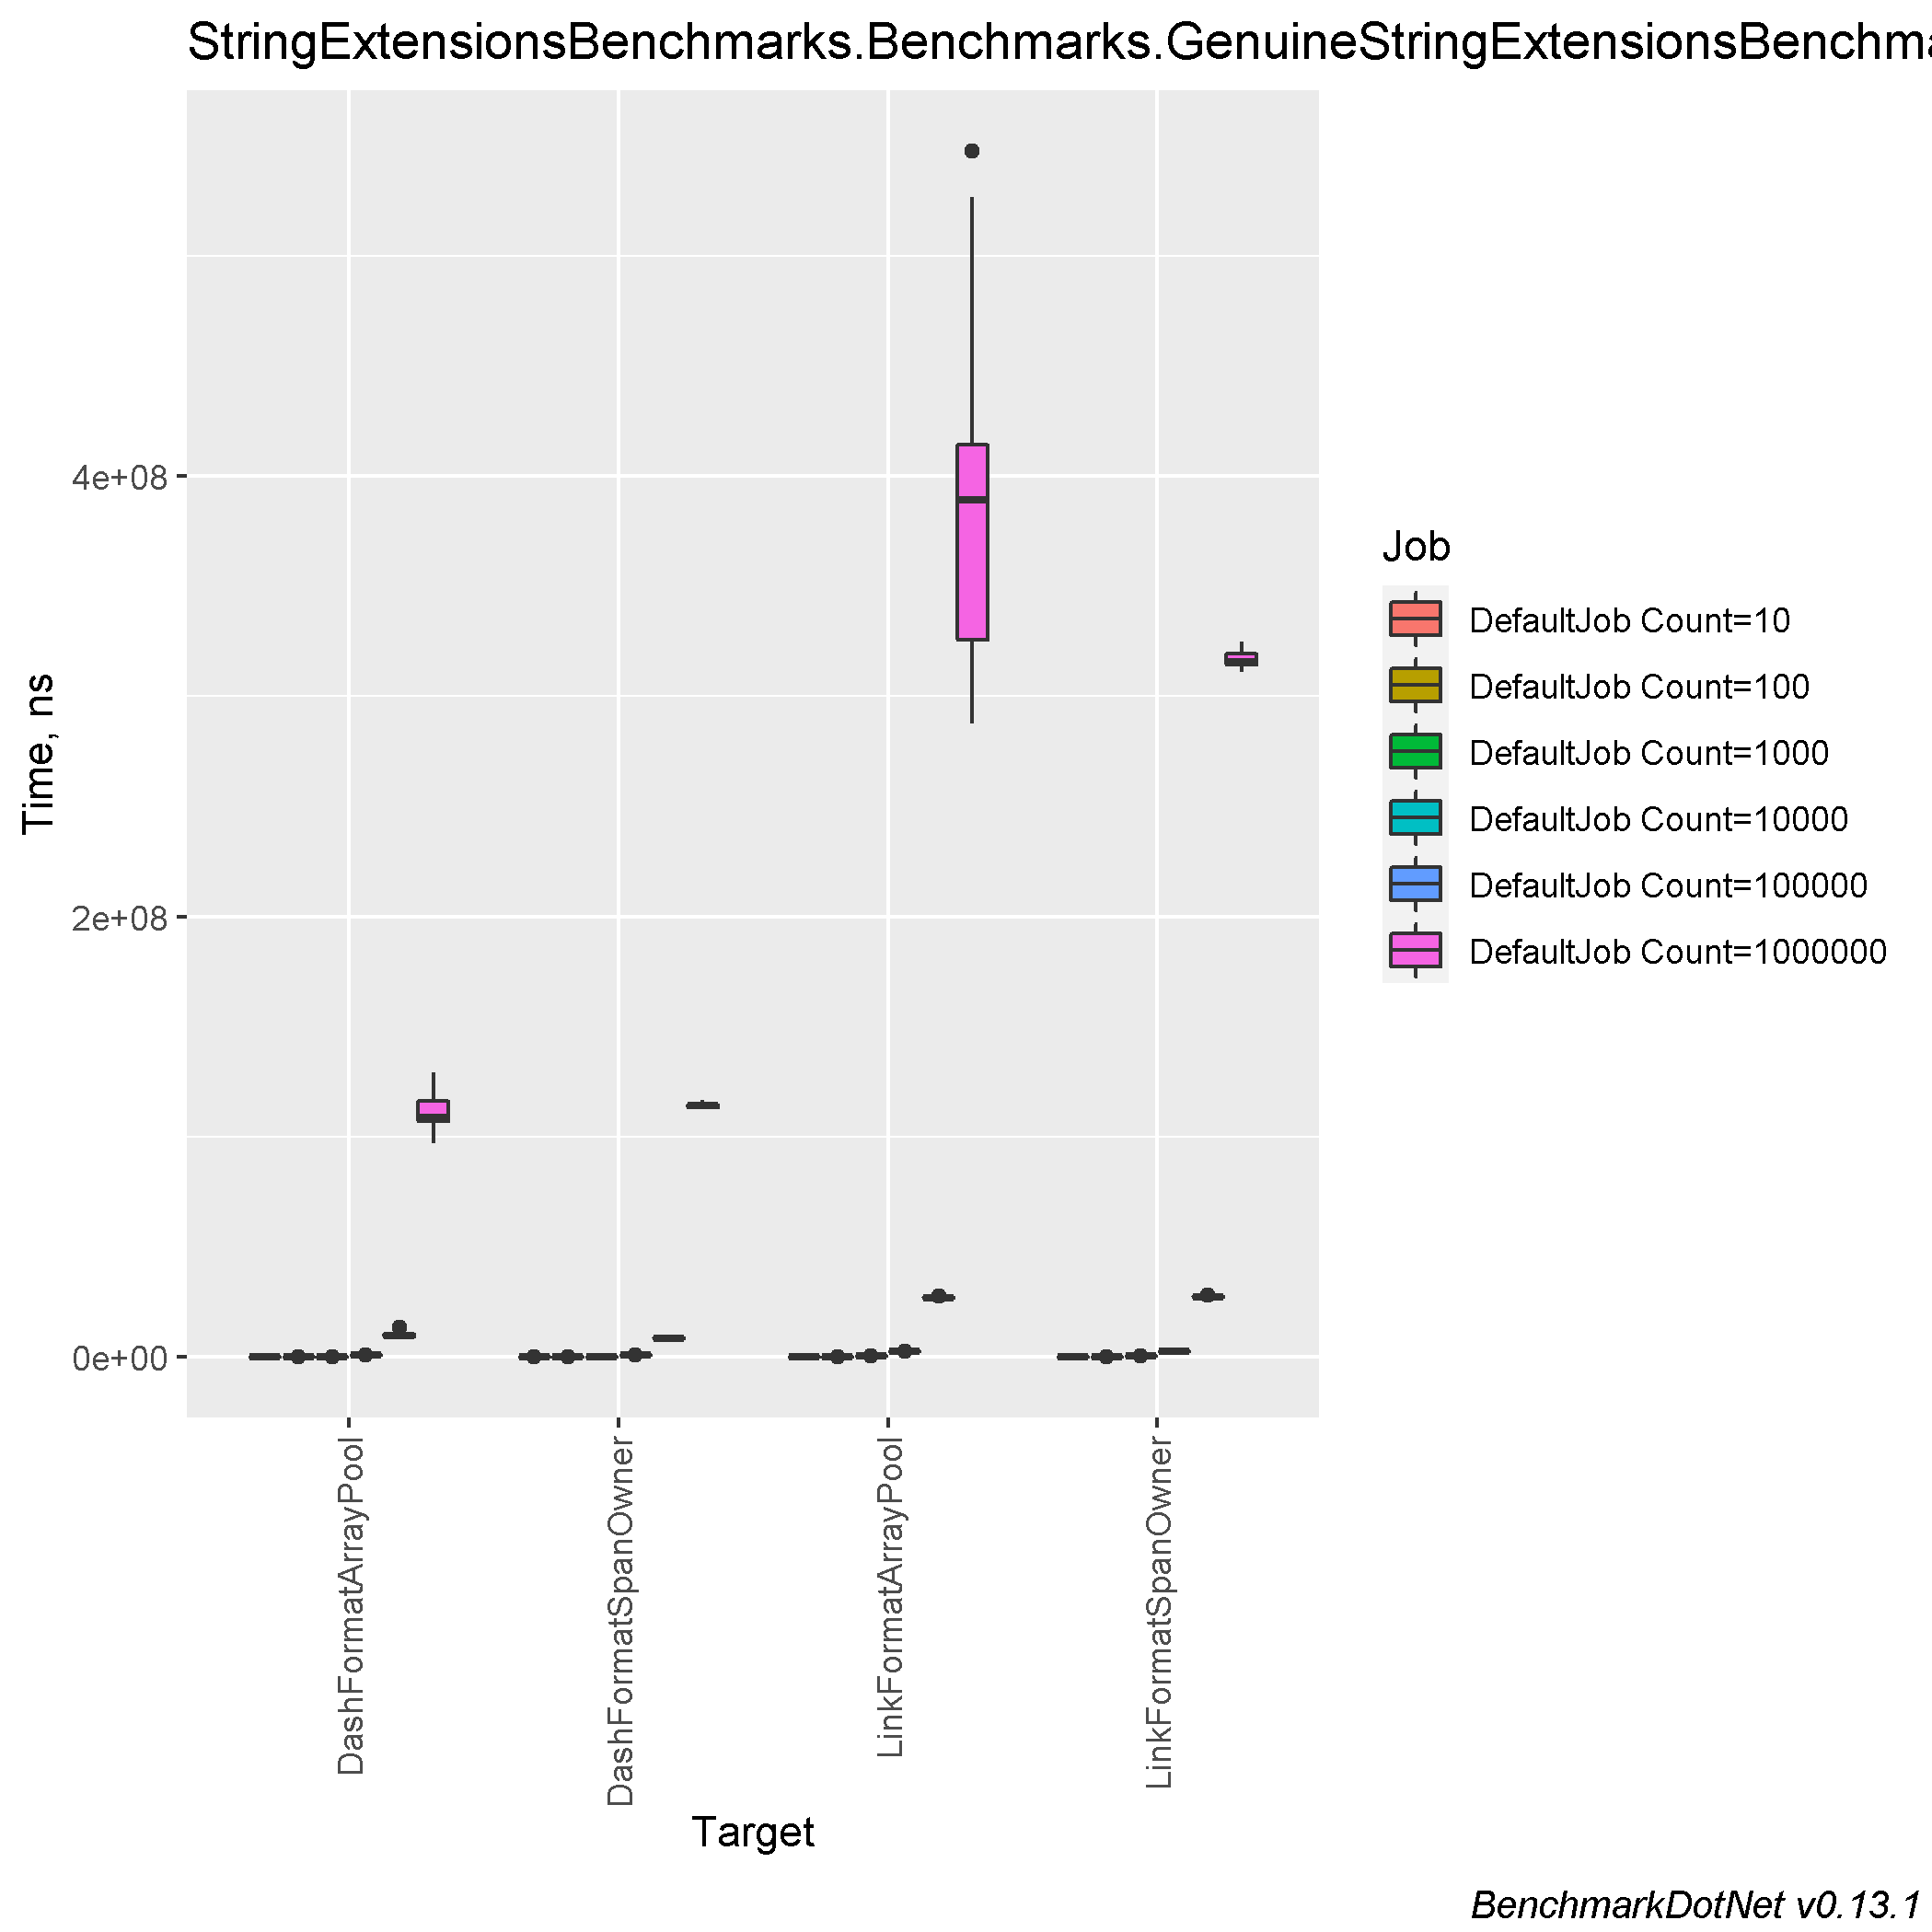 StringExtensionsBenchmarks.Benchmarks.GenuineStringExtensionsBenchma
Time, ns
4e+08
2e+08
0e+00
DashFormatArrayPool
DashFormatSpanOwner
LinkFormatArrayPool
LinkFormatSpanOwner
Target
Job
DefaultJob Count=10
DefaultJob Count=100
DefaultJob Count=1000
DefaultJob Count=10000
DefaultJob Count=100000
DefaultJob Count=1000000
BenchmarkDotNet v0.13.1